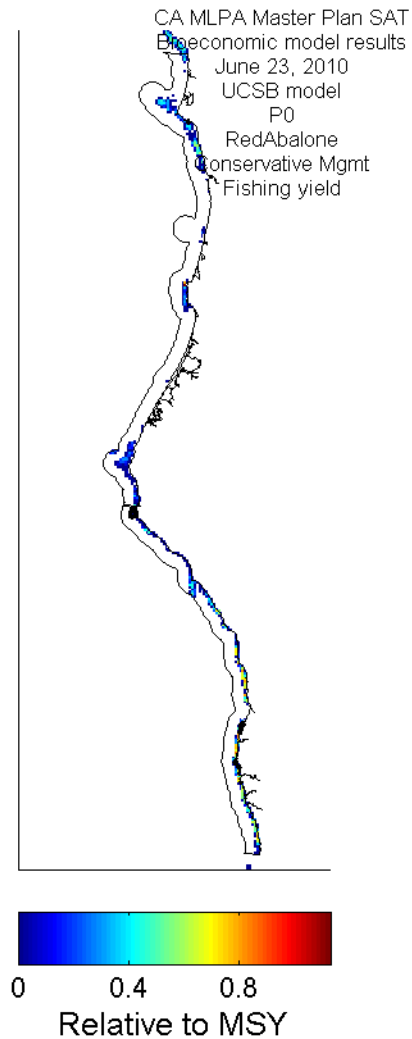 CA MLPA Master Plan SAT
Bioeconomic model results
June 23, 2010
UCSB model
P0
RedAbalone
Conservative Mgmt
Fishing yield
0 0.4 0.8
Relative to MSY